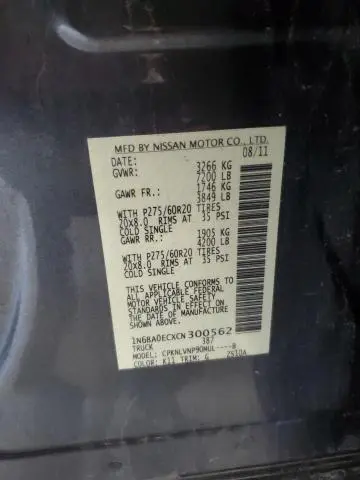 MFD BY NISSAN MOTOR CO., LTD.
DATE: 08/11
GVWR: 3266 KG
7200 LB
GAWR FR.: 1746 KG
3849 LB
WITH P275/60R20 TIRES
20X8.0 RIMS AT 35 PSI
COLD SINGLE
GAWR RR.: 1905 KG
4200 LB
WITH P275/60R20 TIRES
20X8.0 RIMS AT 35 PSI
COLD SINGLE
THIS VEHICLE CONFORMS TO ALL
APPLICABLE U.S. FEDERAL
MOTOR VEHICLE SAFETY
STANDARDS IN EFFECT ON
THE DATE OF
MANUFACTURE SHOWN ABOVE.
1N6BA0ECXCN300562
TRUCK 387
MODEL: CPKNLVNP90MUL----B
COLOR: K11 TRIM: G 2S10A